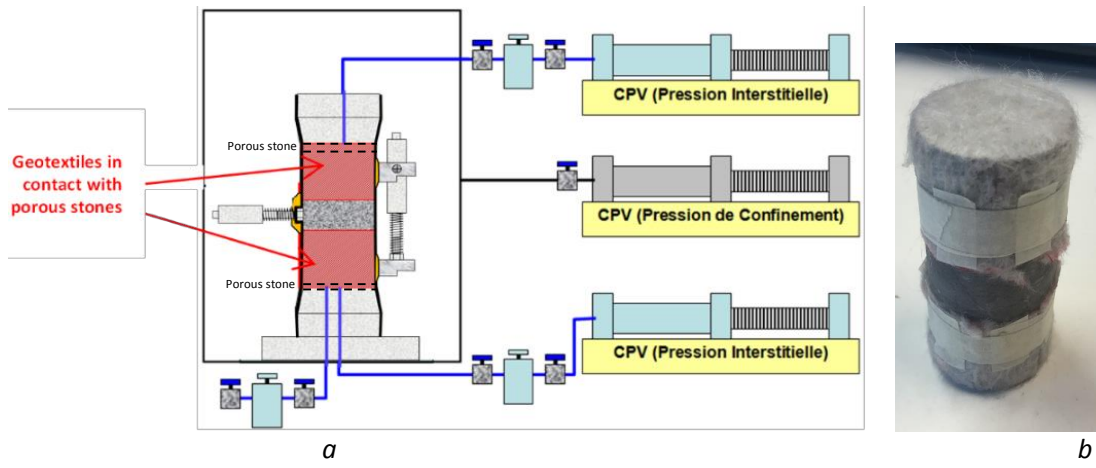 CPV (Pression Interstitielle)
Porous stone
Geotextiles in
contact with
porous stones
CPV (Pression de Confinement)
Porous stone
CPV (Pression Interstitielle)
a
b